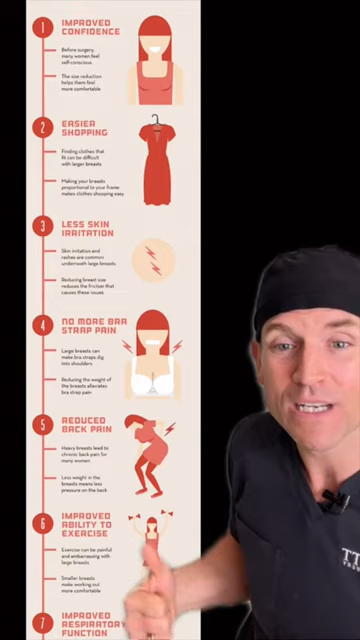 1
IMPROVED
CONFIDENCE
Before surgery,
many women feel
self-conscious
The size reduction
helps them feel
more comfortable
2
EASIER
SHOPPING
Finding clothes that
fit can be difficult
with larger breasts
Making your breasts
proportional to your frame
makes clothes shopping easy
3
LESS SKIN
IRRITATION
Skin irritation and
rashes are common
underneath large breasts
Reducing breast size
reduces the friction that
causes these issues
4
NO MORE BRA
STRAP PAIN
Large breasts can
make bra straps dig
into shoulders
Reducing the weight of
the breasts alleviates
bra strap pain
5
REDUCED
BACK PAIN
Heavy breasts lead to
chronic back pain for
many women
Less weight in the
breasts means less
pressure on the back
6
IMPROVED
ABILITY TO
EXERCISE
Exercise can be painful
and embarrassing with
large breasts
Smaller breasts
make working out
more comfortable
7
IMPROVED
RESPIRATORY
FUNCTION